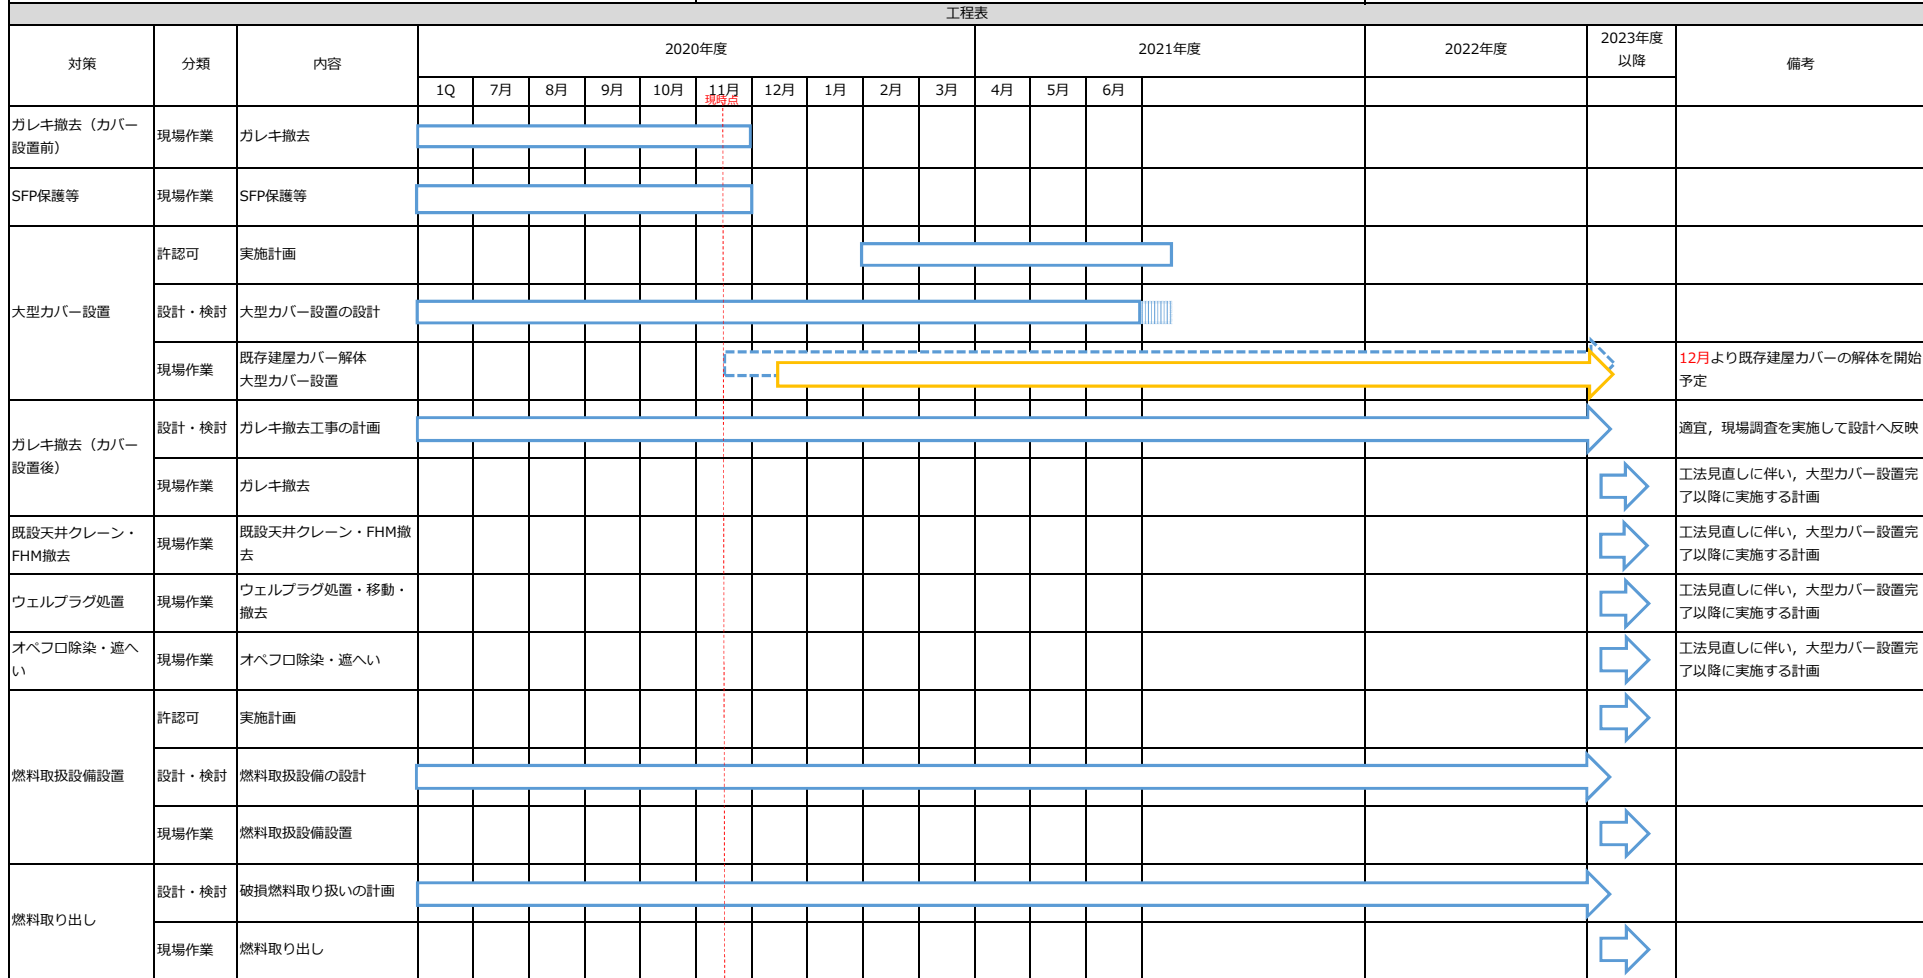 工程表
対策 分類 内容 2020年度 2021年度 2022年度 2023年度
以降 備考
1Q 7月 8月 9月 10月 11月 12月 1月 2月 3月 4月 5月 6月
現時点
ガレキ撤去（カバー
設置前） 現場作業 ガレキ撤去
SFP保護等 現場作業 SFP保護等
大型カバー設置
許認可 実施計画
設計・検討 大型カバー設置の設計
現場作業 既存建屋カバー解体
大型カバー設置
12月より既存建屋カバーの解体を開始
予定
ガレキ撤去（カバー
設置後）
設計・検討 ガレキ撤去工事の計画 適宜，現場調査を実施して設計へ反映
現場作業 ガレキ撤去
工法見直しに伴い，大型カバー設置完
了以降に実施する計画
既設天井クレーン・
FHM撤去
現場作業
既設天井クレーン・FHM撤
去
工法見直しに伴い，大型カバー設置完
了以降に実施する計画
ウェルプラグ処置 現場作業
ウェルプラグ処置・移動・
撤去
工法見直しに伴い，大型カバー設置完
了以降に実施する計画
オペフロ除染・遮へ
い
現場作業 オペフロ除染・遮へい
工法見直しに伴い，大型カバー設置完
了以降に実施する計画
燃料取扱設備設置
許認可 実施計画
設計・検討 燃料取扱設備の設計
現場作業 燃料取扱設備設置
燃料取り出し
設計・検討 破損燃料取り扱いの計画
現場作業 燃料取り出し